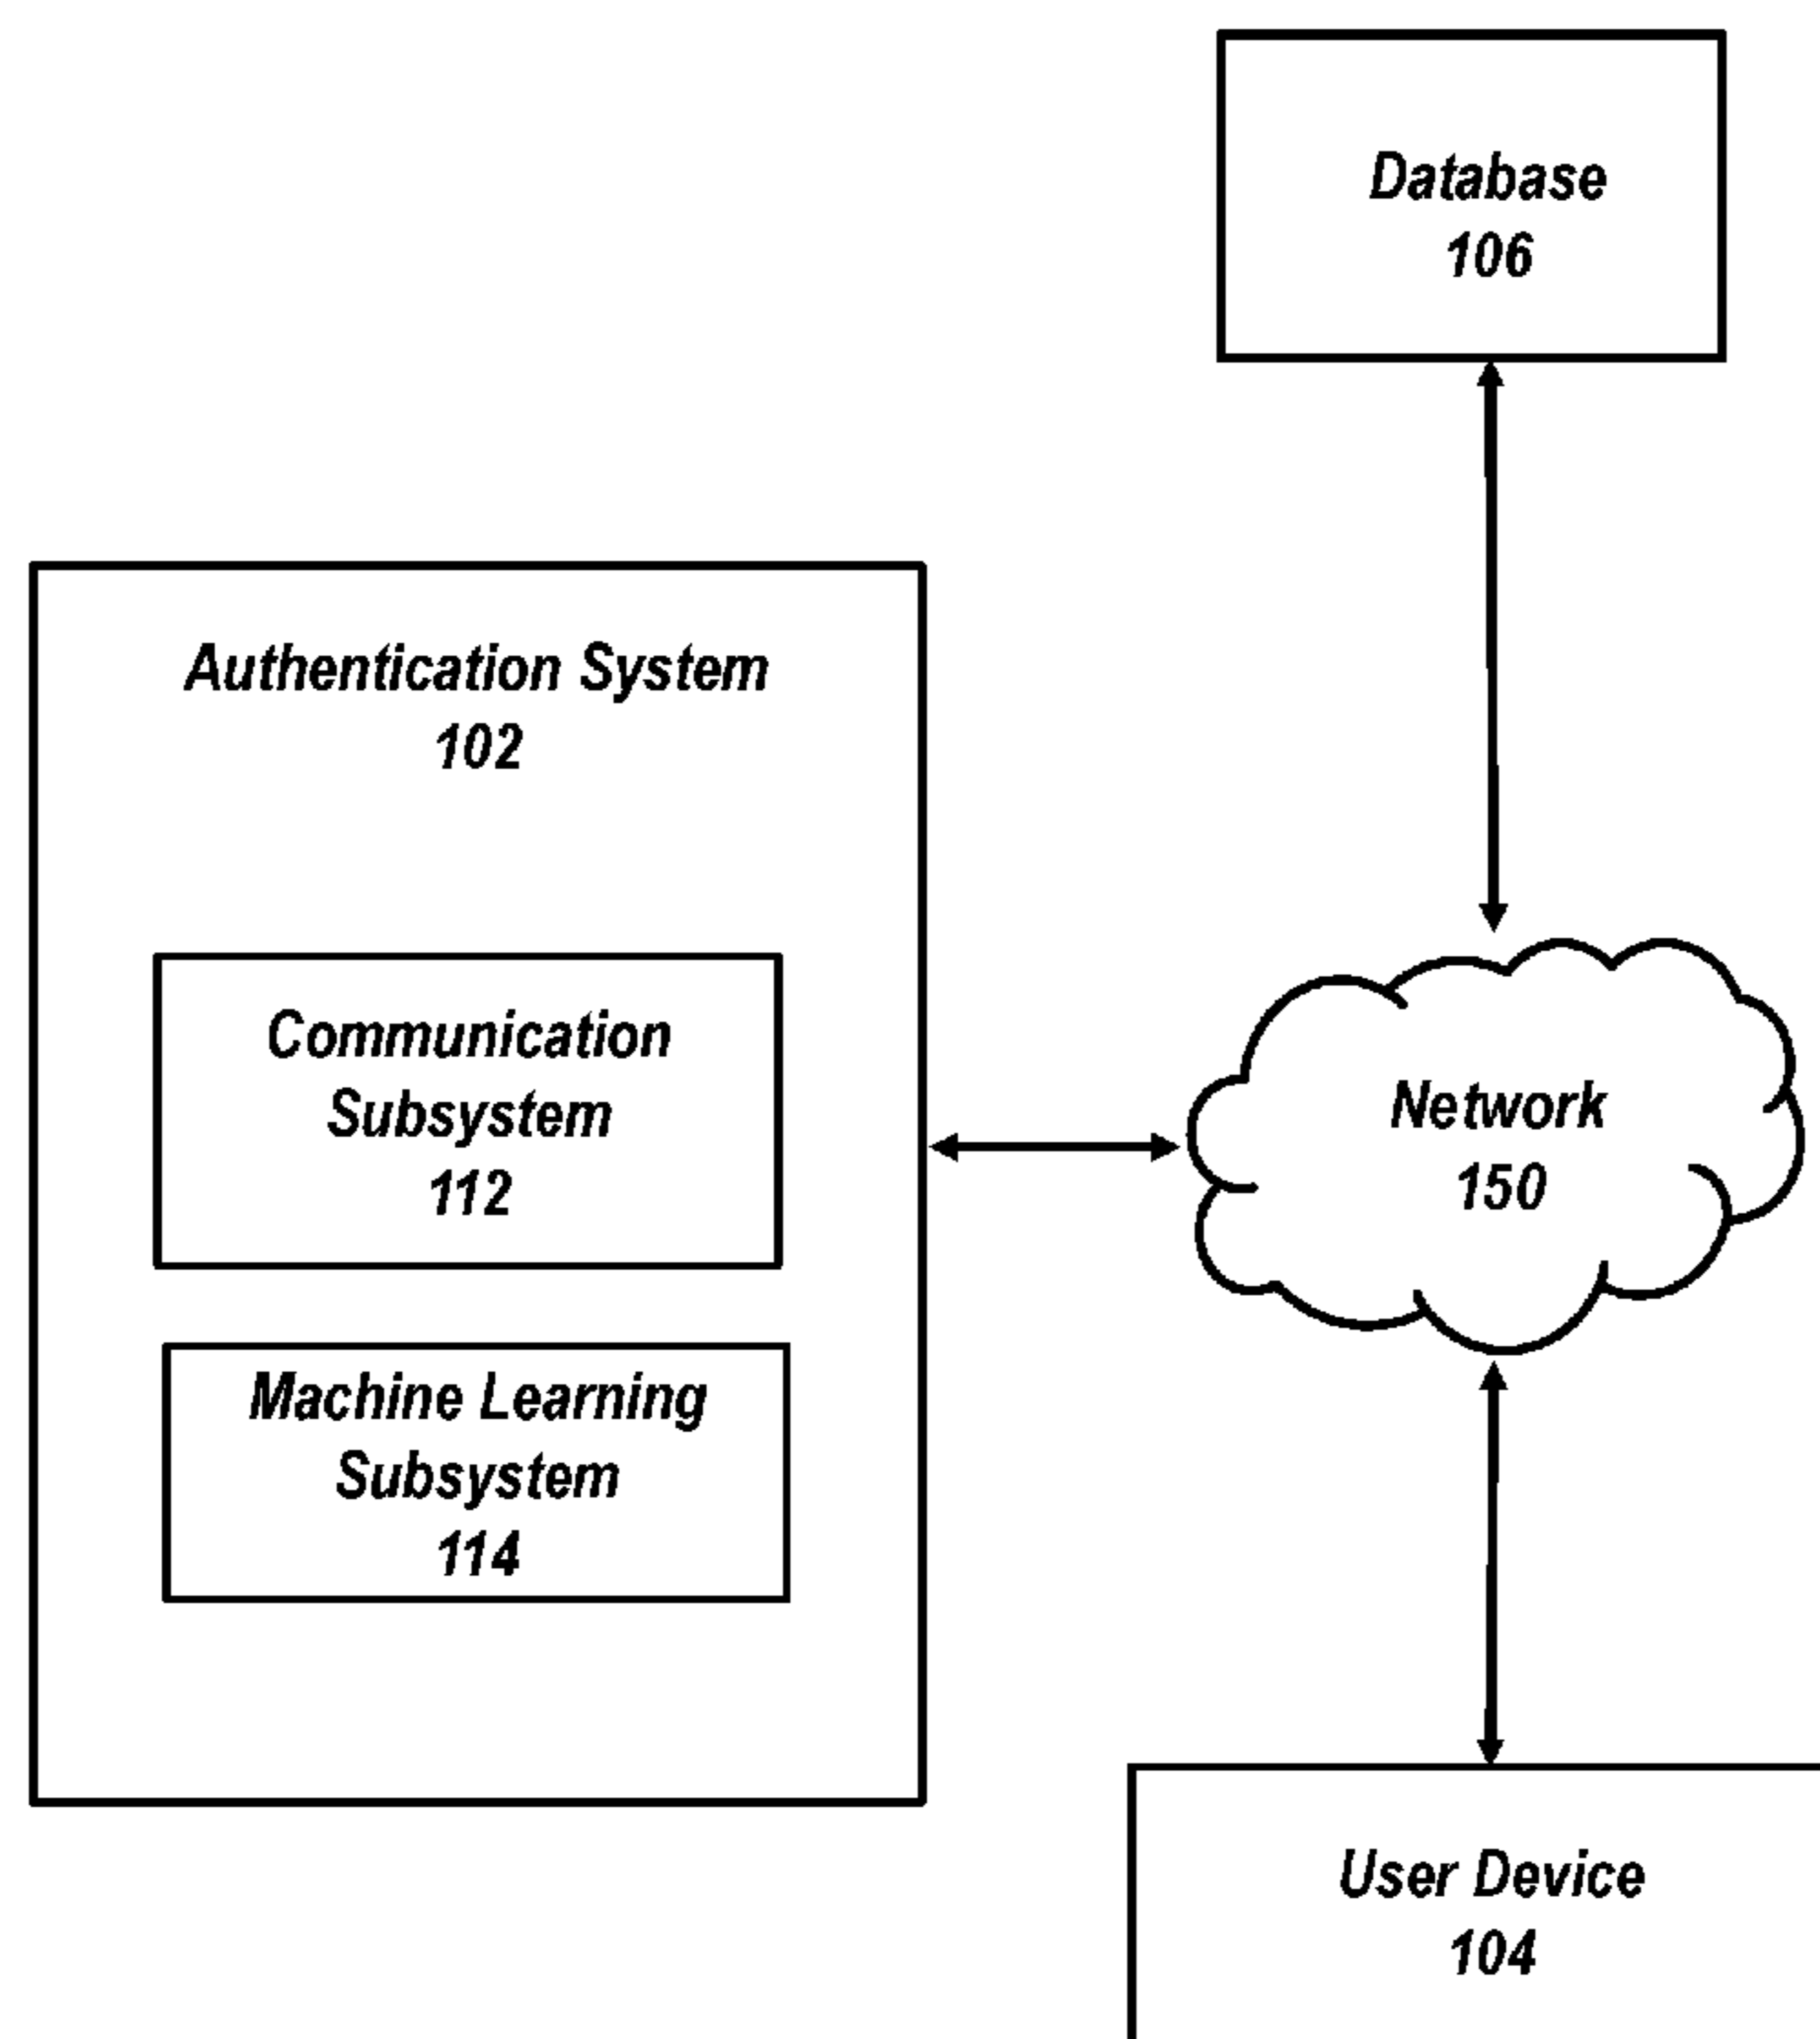 Database
106
Authentication System
102
Communication
Subsystem
112
Network
150
Machine Learning
Subsystem
114
User Device
104